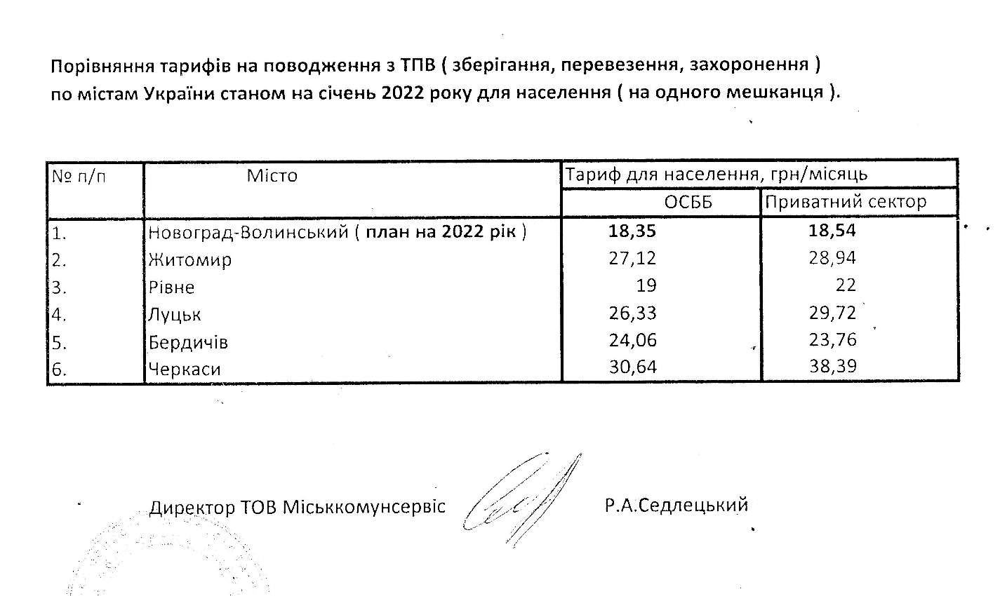 Порівняння тарифів на поводження з ТПВ ( зберігання, перевезення, захоронення )
по містам України станом на січень 2022 року для населення ( на одного мешканця ).
№ п/п Місто Тариф для населення, грн/місяць
ОСББ Приватний сектор
1. Новоград-Волинський ( план на 2022 рік ) 18,35 18,54
2. Житомир 27,12 28,94
3. Рівне 19 22
4. Луцьк 26,33 29,72
5. Бердичів 24,06 23,76
6. Черкаси 30,64 38,39
Директор ТОВ Міськкомунсервіс Р.А.Седлецький